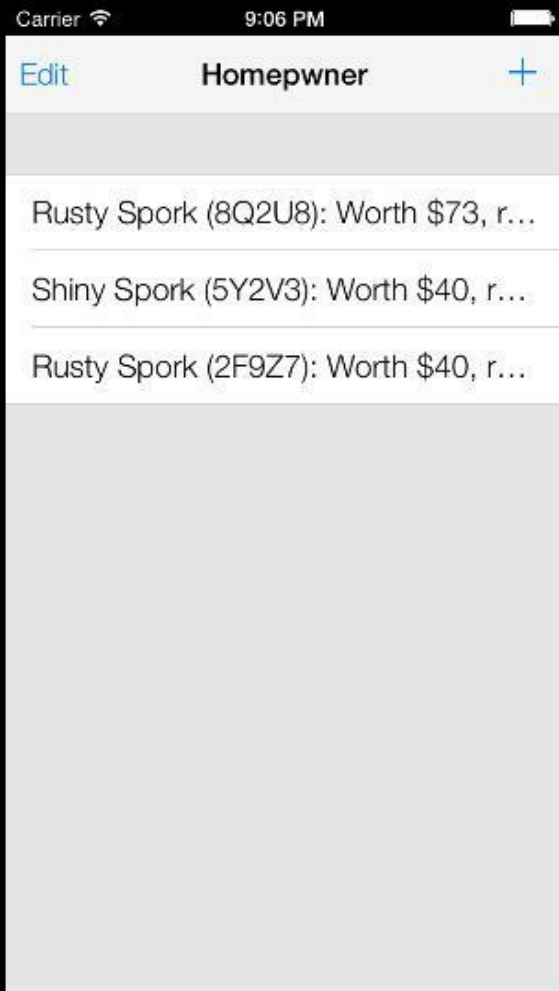 Carrier 9:06 PM
Edit Homepwner +
Rusty Spork (8Q2U8): Worth $73, r...
Shiny Spork (5Y2V3): Worth $40, r...
Rusty Spork (2F9Z7): Worth $40, r...